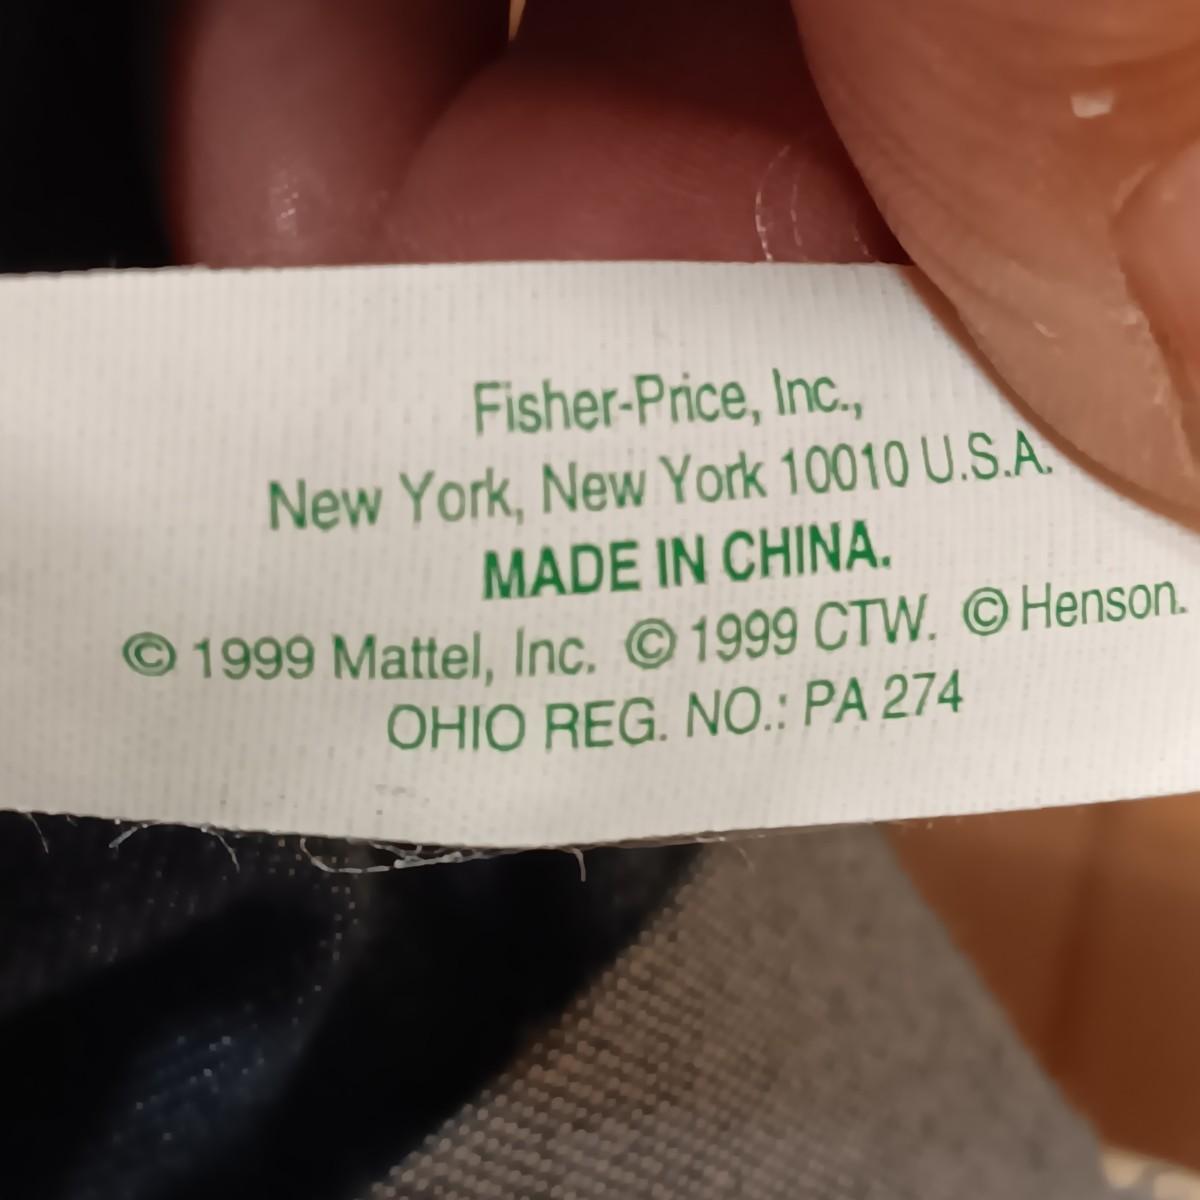 Fisher-Price, Inc.,
New York, New York 10010 U.S.A.
MADE IN CHINA.
© 1999 Mattel, Inc. © 1999 CTW. © Henson.
OHIO REG. NO.: PA 274